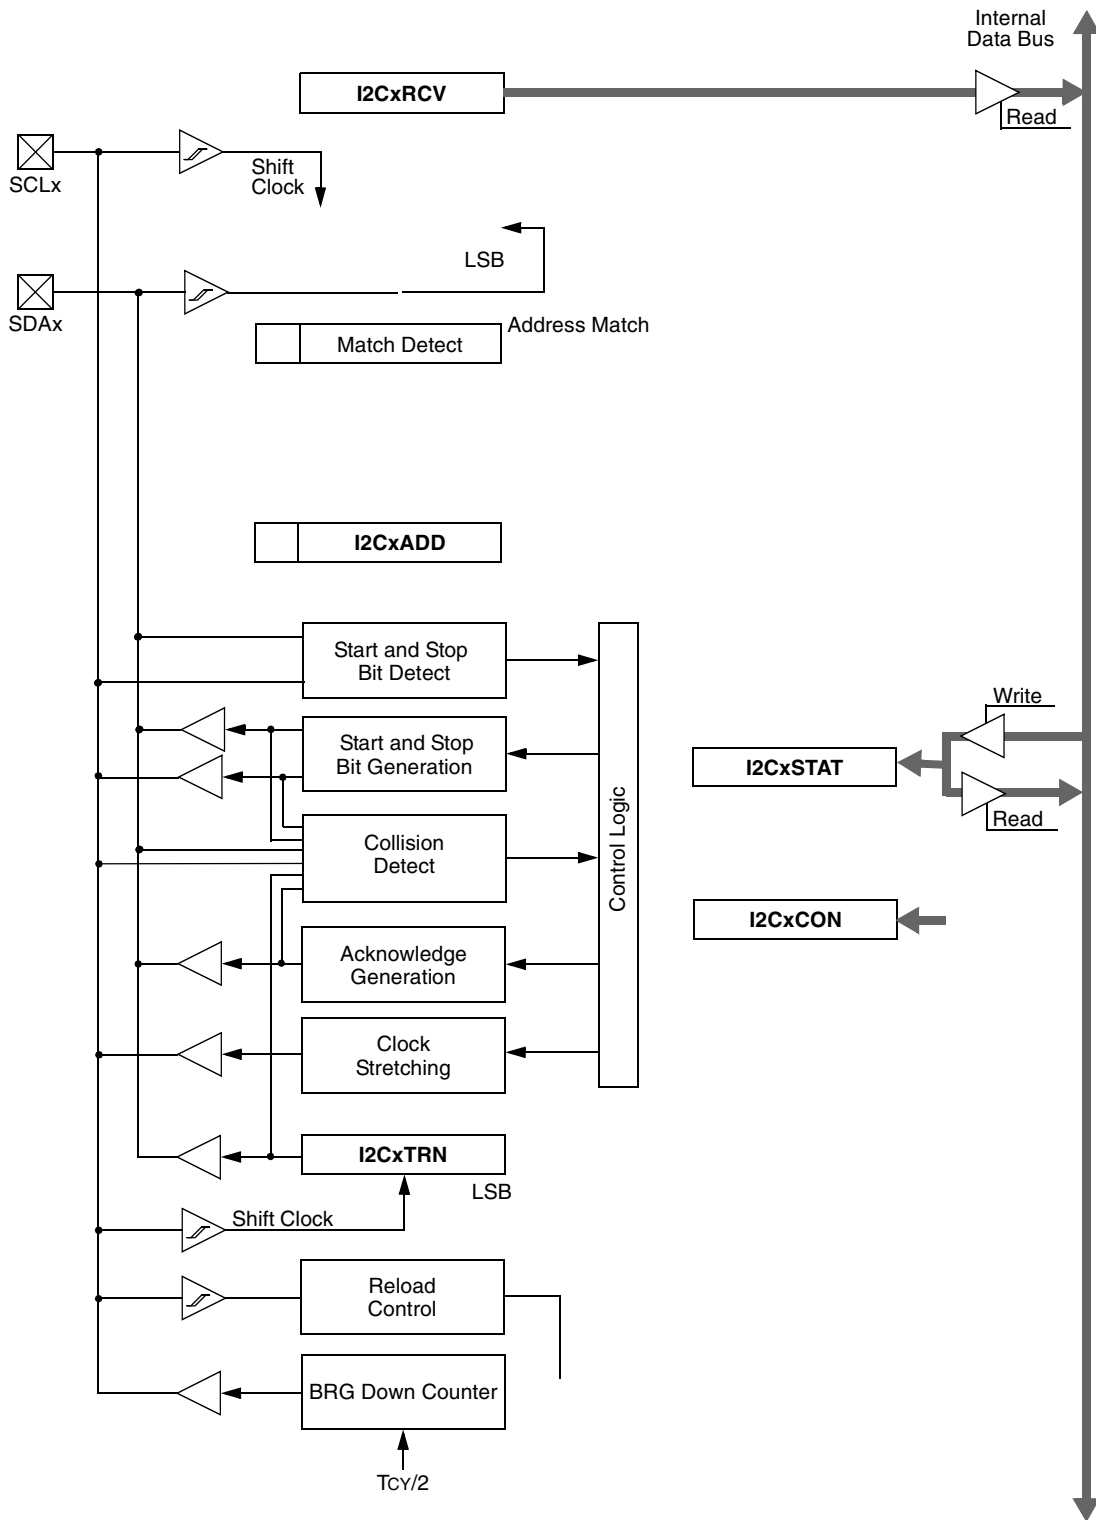 Internal
Data Bus
I2CxRCV
Read
SCLx
Shift
Clock
LSB
SDAx
Address Match
Match Detect
I2CxADD
Start and Stop
Bit Detect
Write
Start and Stop
Bit Generation
I2CxSTAT
Control Logic
Read
Collision
Detect
I2CxCON
Acknowledge
Generation
Clock
Stretching
I2CxTRN
LSB
Shift Clock
Reload
Control
BRG Down Counter
TCY/2